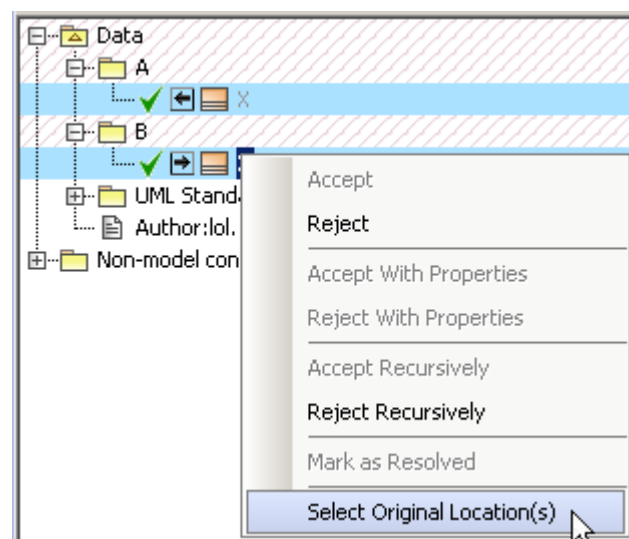 Data
A
X
B
UML Stand
Author:lol.
Non-model con
Accept
Reject
Accept With Properties
Reject With Properties
Accept Recursively
Reject Recursively
Mark as Resolved
Select Original Location(s)